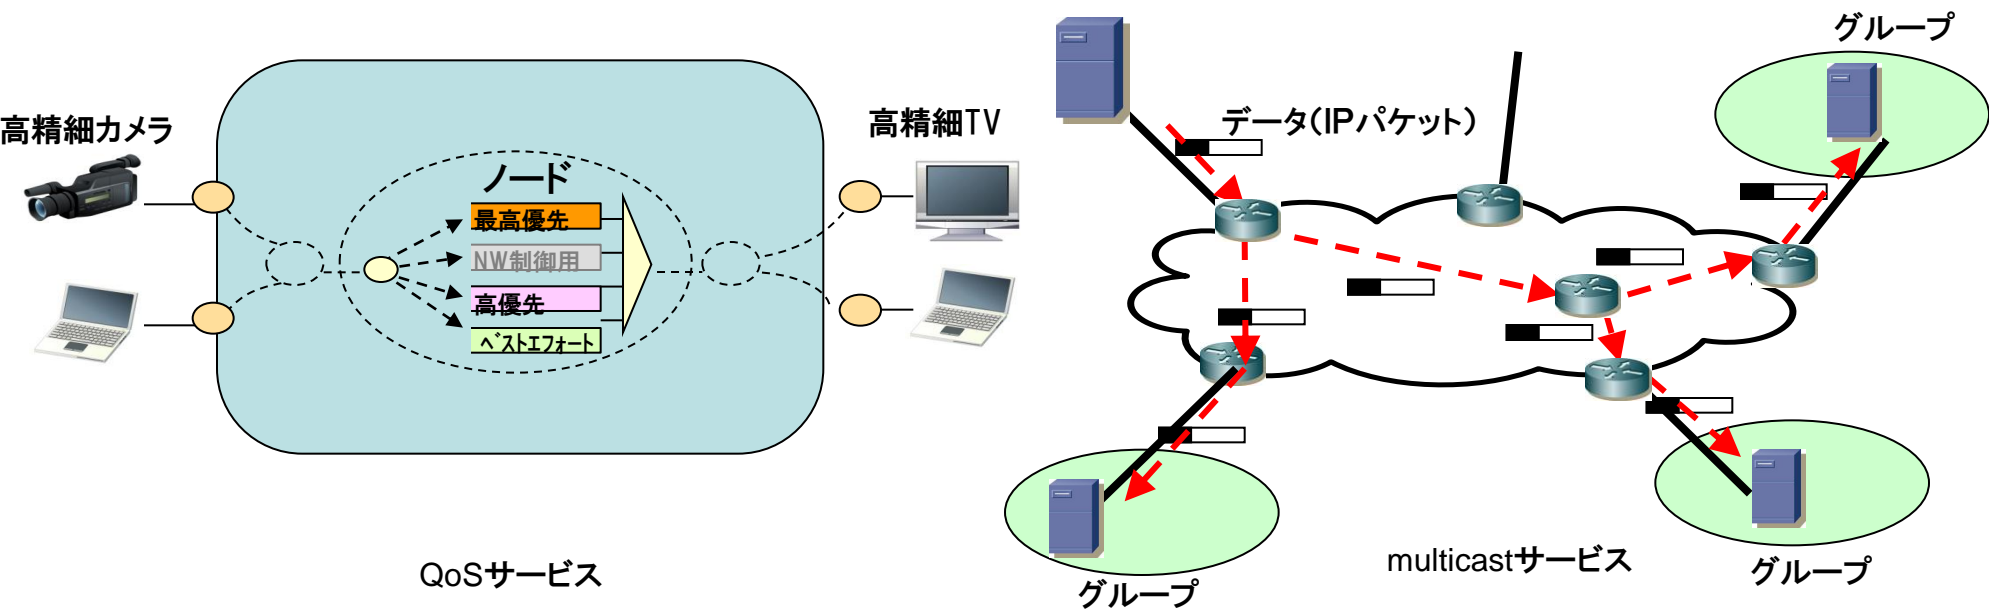 高精細カメラ
ノード
最高優先
NW制御用
高優先
ベストエフォート
高精細TV
QoSサービス
データ(IPパケット)
グループ
グループ
multicastサービス
グループ